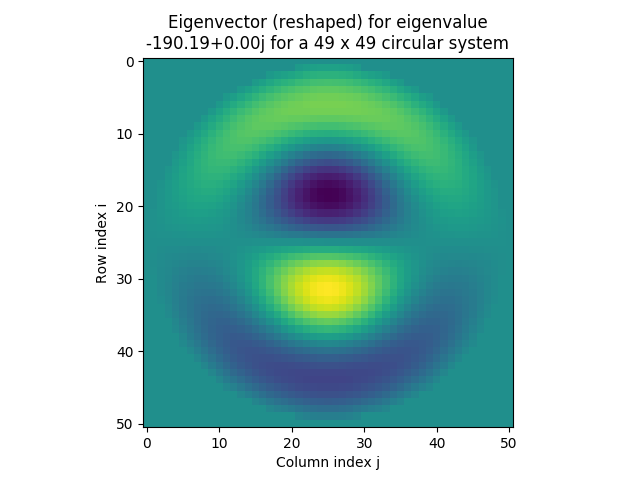 Eigenvector (reshaped) for eigenvalue
-190.19+0.00j for a 49 x 49 circular system
0
10
20
30
40
50
Row index i
0 10 20 30 40 50
Column index j